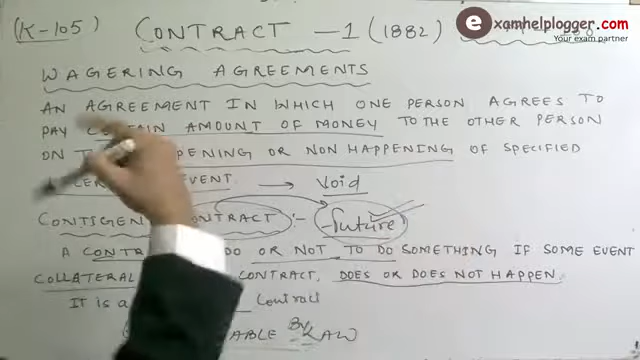 (K-105) CONTRACT - 1 (1882)
examhelplogger.com
Your exam partner
WAGERING AGREEMENTS
AN AGREEMENT IN WHICH ONE PERSON AGREES TO
PAY CERTAIN AMOUNT OF MONEY TO THE OTHER PERSON
ON OR NON HAPPENING OF SPECIFIED
EVENT → Void
CONTIGEN CONTRACT :- Future
A CONTRA DO OR NOT TO DO SOMETHING IF SOME EVENT
COLLATERAL CONTRACT, DOES OR DOES NOT HAPPEN.
IT IS A Contract
ABLE BY LAW